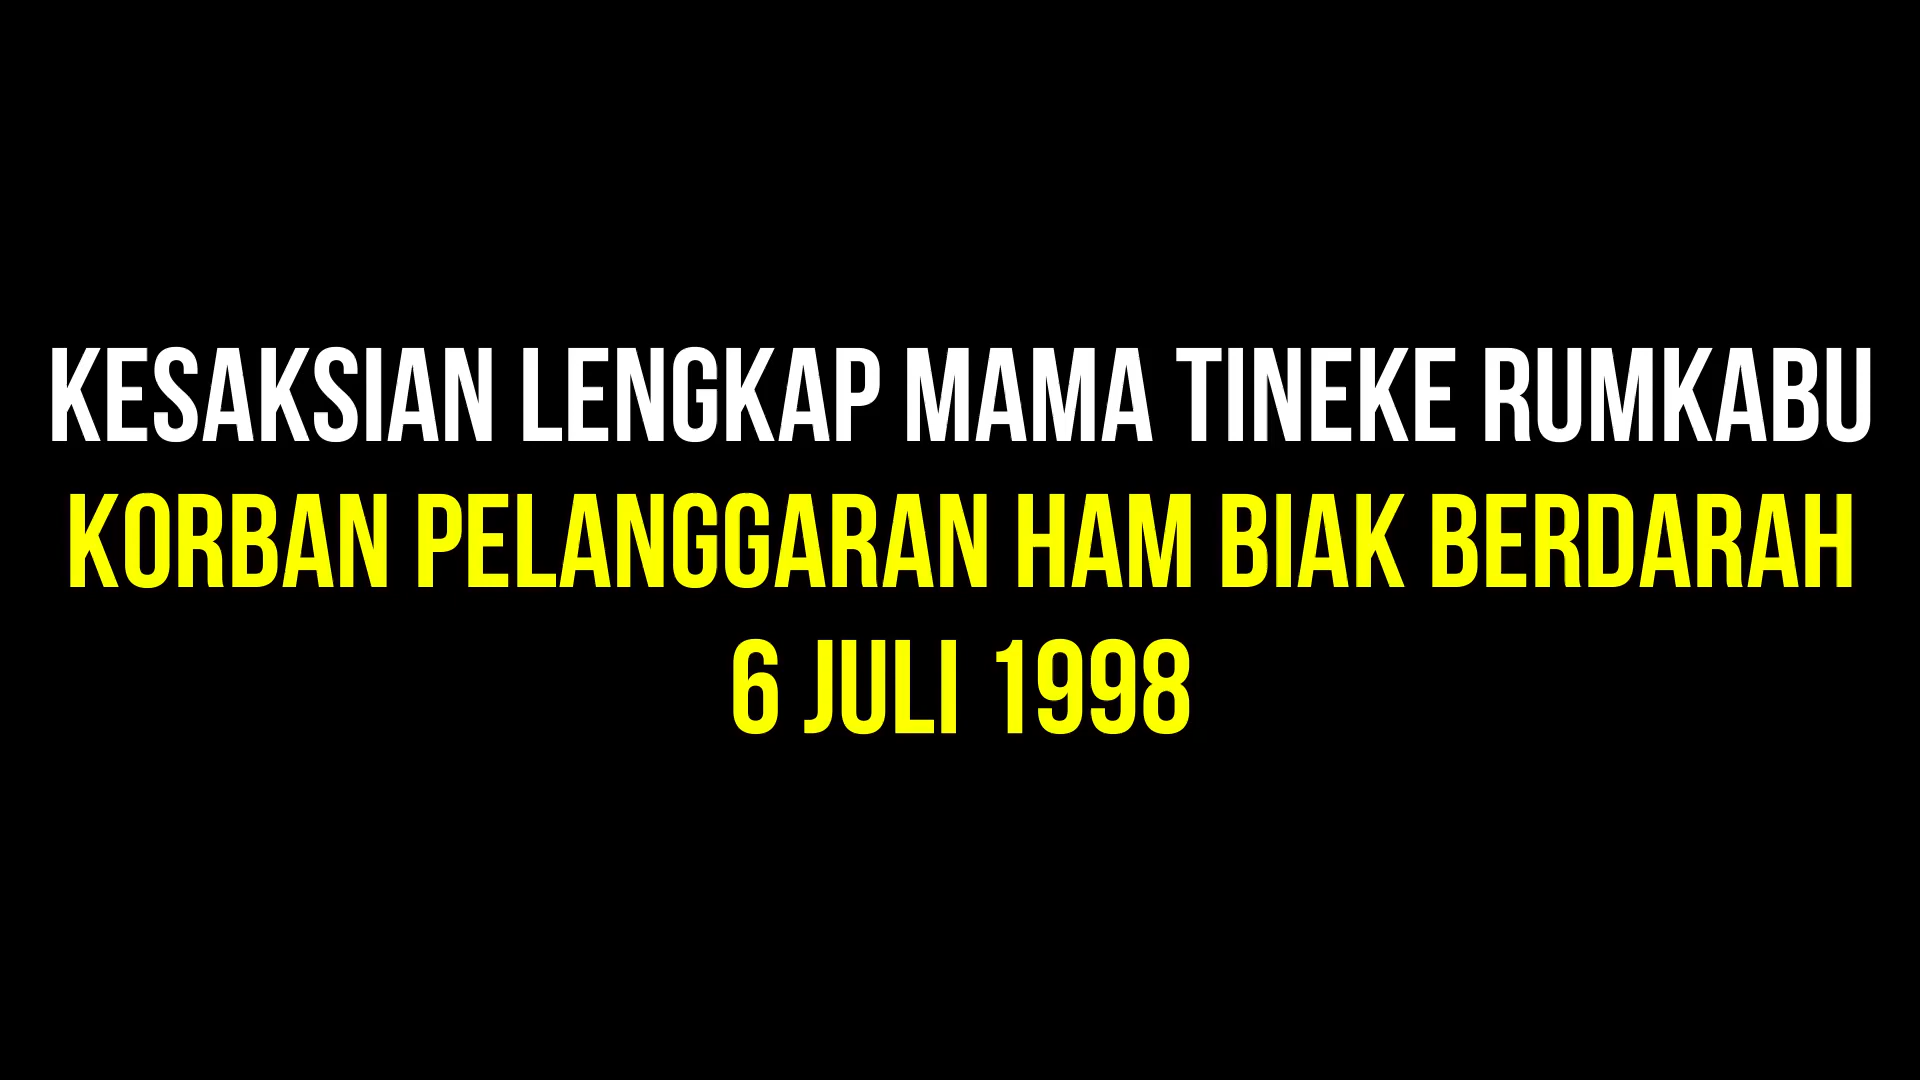 KESAKSIAN LENGKAP MAMA TINEKE RUMKABU
KORBAN PELANGGARAN HAM BIAK BERDARAH
6 JULI 1998